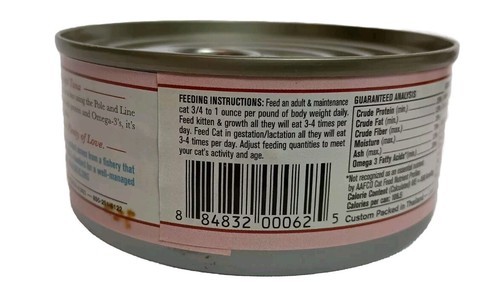 Tuna
using the Pole and Line
and Omega-3's, it's
of Love.
from a fishery that
for a well-managed
FEEDING INSTRUCTIONS: Feed an adult & maintenance
cat 3/4 to 1 ounce per pound of body weight daily.
Feed kitten & growth all they will eat 3-4 times per
day. Feed Cat in gestation/lactation all they will eat
3-4 times per day. Adjust feeding quantities to meet
your cat's activity and age.
8 84832 00062 5
GUARANTEED ANALYSIS
Crude Protein (min.)
Crude Fat (min.)
Crude Fiber (max.)
Moisture (max.)
Ash (max.)
Omega 3 Fatty Acids*(min.)
*Not recognized as an essential
by AAFCO Cat Food Nutrient Profiles
Calorie Content (Calculated)
Calories per can:
Custom Packed in Thailand